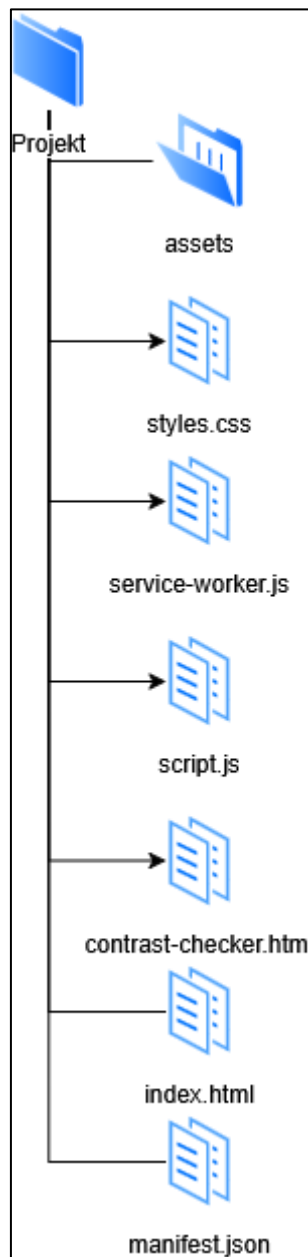 Projekt
assets
styles.css
service-worker.js
script.js
contrast-checker.htm
index.html
manifest.json